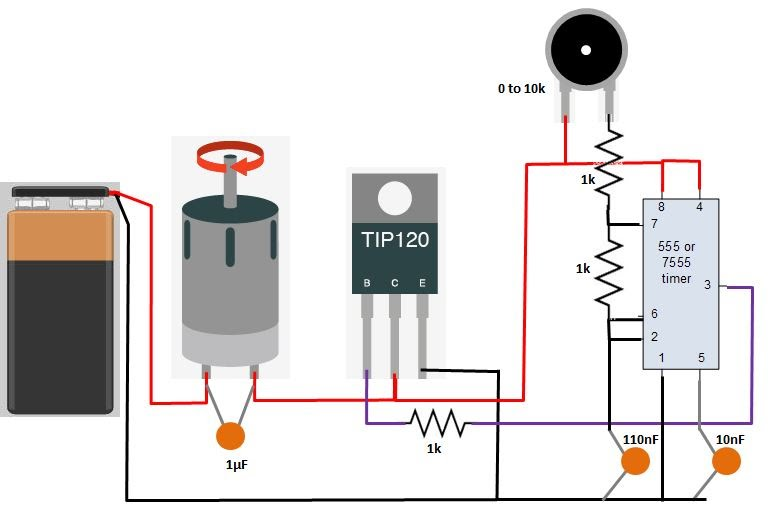 0 to 10k
1k
8 4
7
TIP120
555 or
7555
timer
1k
3
B C E
6
2
1 5
110nF
10nF
1k
1µF